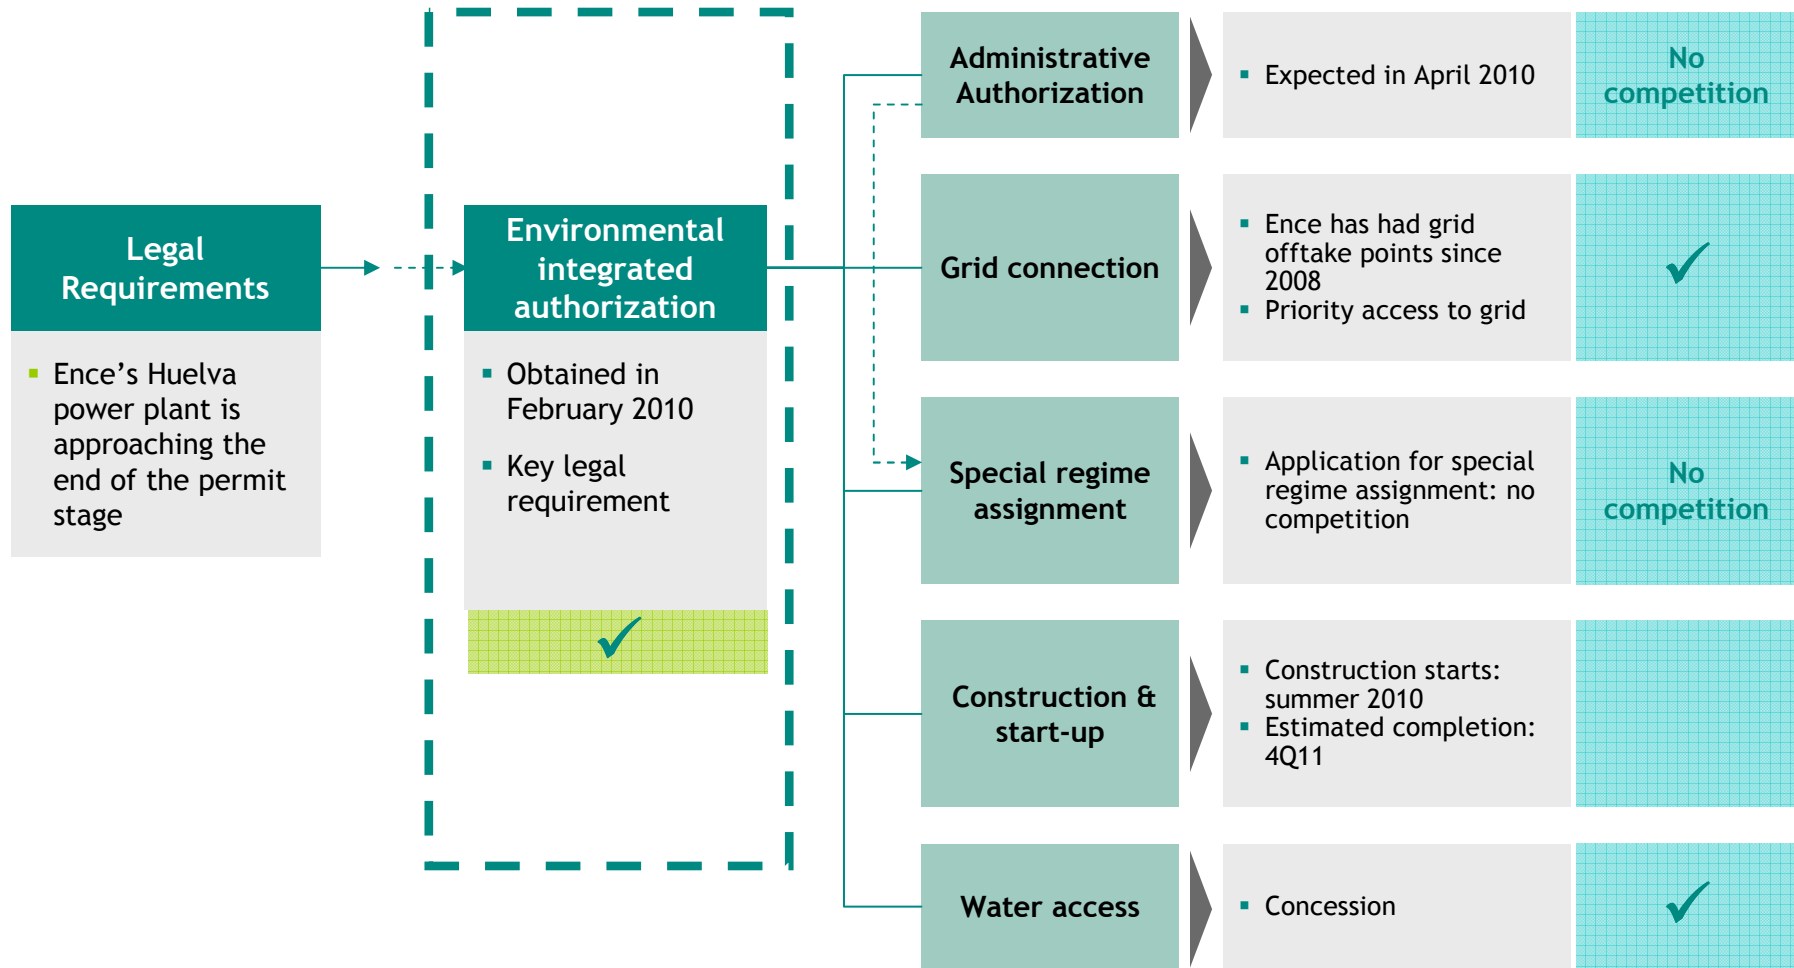 Legal
Requirements
▪ Ence’s Huelva
power plant is
approaching the
end of the permit
stage
Environmental
integrated
authorization
▪ Obtained in
February 2010
▪ Key legal
requirement
✓
Administrative
Authorization
▪ Expected in April 2010
No
competition
Grid connection
▪ Ence has had grid
offtake points since
2008
▪ Priority access to grid
✓
Special regime
assignment
▪ Application for special
regime assignment: no
competition
No
competition
Construction &
start-up
▪ Construction starts:
summer 2010
▪ Estimated completion:
4Q11
Water access
▪ Concession
✓